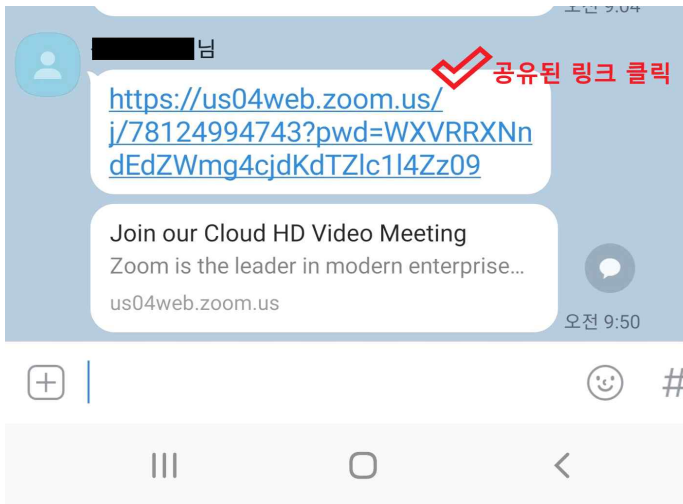 오전 9:04
님
공유된 링크 클릭
https://us04web.zoom.us/
j/78124994743?pwd=WXVRRXNn
dEdZWmg4cjdKdTZlc1l4Zz09
Join our Cloud HD Video Meeting
Zoom is the leader in modern enterprise...
us04web.zoom.us
오전 9:50
#